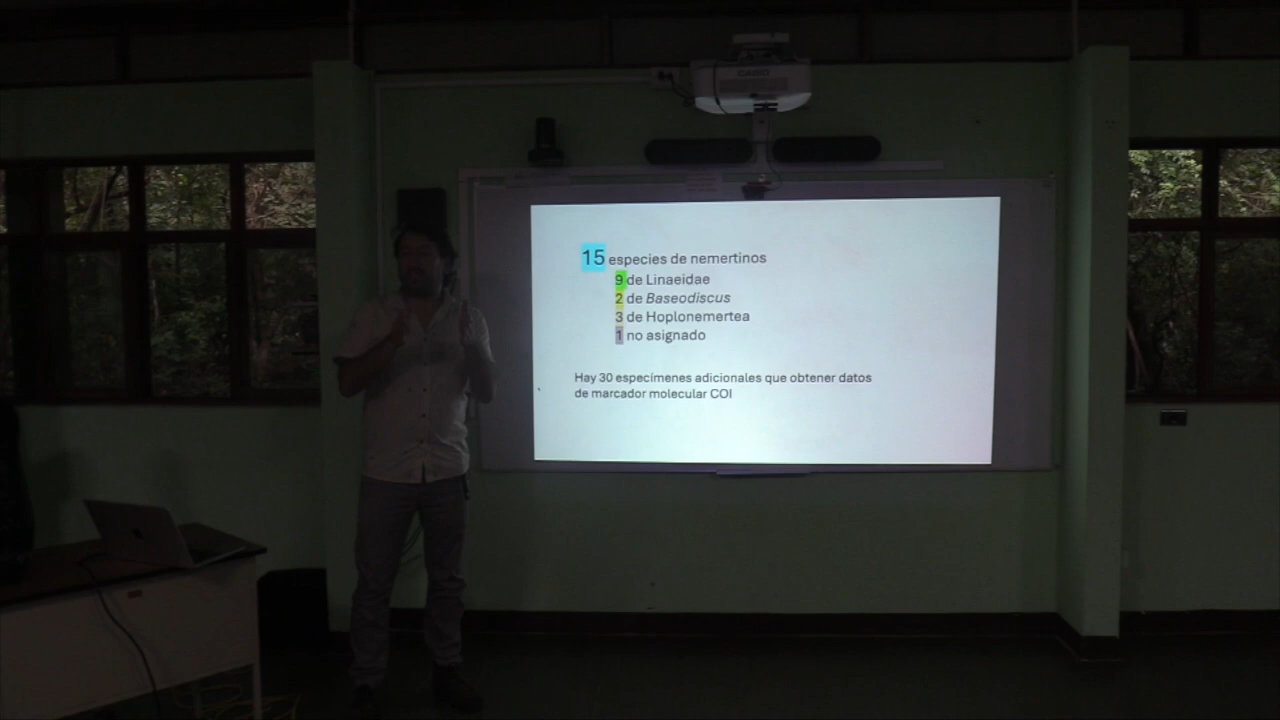 CASIO
15 especies de nemertinos
9 de Linaeidae
2 de Baseodiscus
3 de Hoplonemertea
1 no asignado
Hay 30 especímenes adicionales que obtener datos
de marcador molecular COI